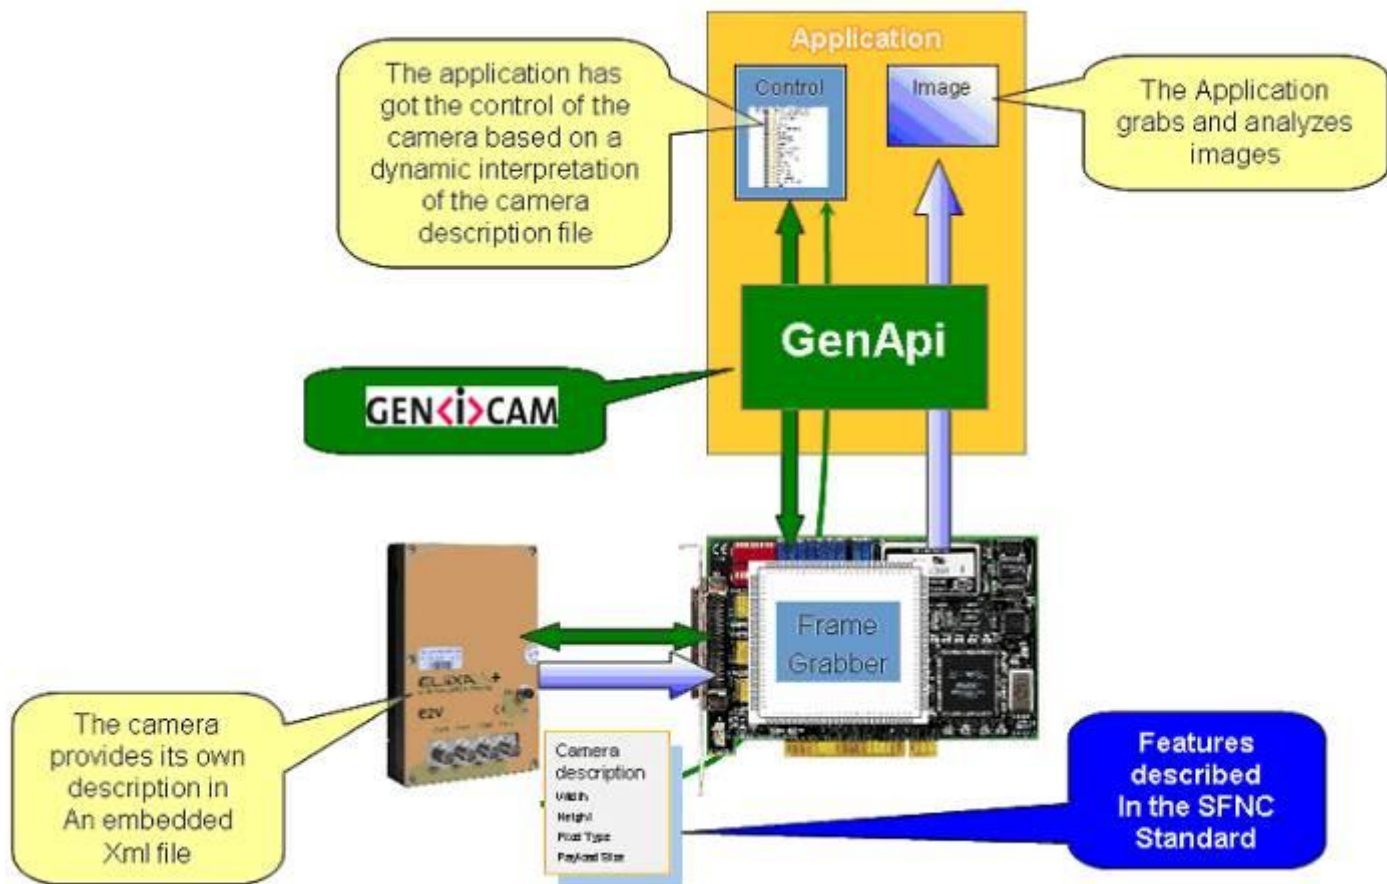 Application
The application has
got the control of the
camera based on a
dynamic interpretation
of the camera
description file
Control
Image
The Application
grabs and analyzes
images
GenApi
GEN<i>CAM
Frame
Grabber
ELiiXA+
e2v
The camera
provides its own
description in
An embedded
Xml file
Camera
description
Width
Height
Pixel Type
Payload Size
Features
described
In the SFNC
Standard